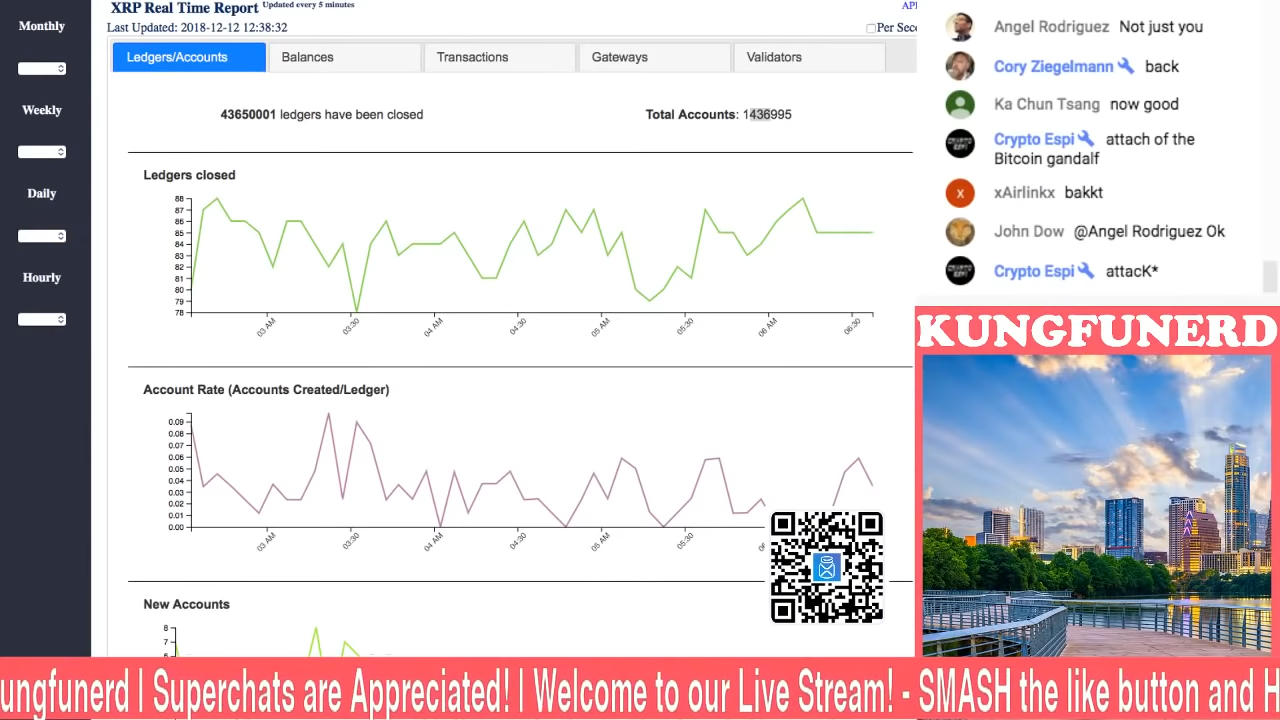 Monthly
Weekly
Daily
Hourly
XRP Real Time Report Updated every 5 minutes
Last Updated: 2018-12-12 12:38:32
AP
Per Seco
Ledgers/Accounts
Balances
Transactions
Gateways
Validators
43650001 ledgers have been closed
Total Accounts: 1436995
Ledgers closed
88
87
86
85
84
83
82
81
80
79
78
03 AM
03:30
04 AM
04:30
05 AM
05:30
06 AM
06:30
Account Rate (Accounts Created/Ledger)
0.09
0.08
0.07
0.06
0.05
0.04
0.03
0.02
0.01
0.00
03 AM
03:30
04 AM
04:30
05 AM
05:30
New Accounts
8
7
Angel Rodriguez Not just you
Cory Ziegelmann back
Ka Chun Tsang now good
Crypto Espi attach of the
Bitcoin gandalf
xAirlinkx bakkt
John Dow @Angel Rodriguez Ok
Crypto Espi attacK*
KUNGFUNERD
ungfunerd | Superchats are Appreciated! | Welcome to our Live Stream! - SMASH the like button and H